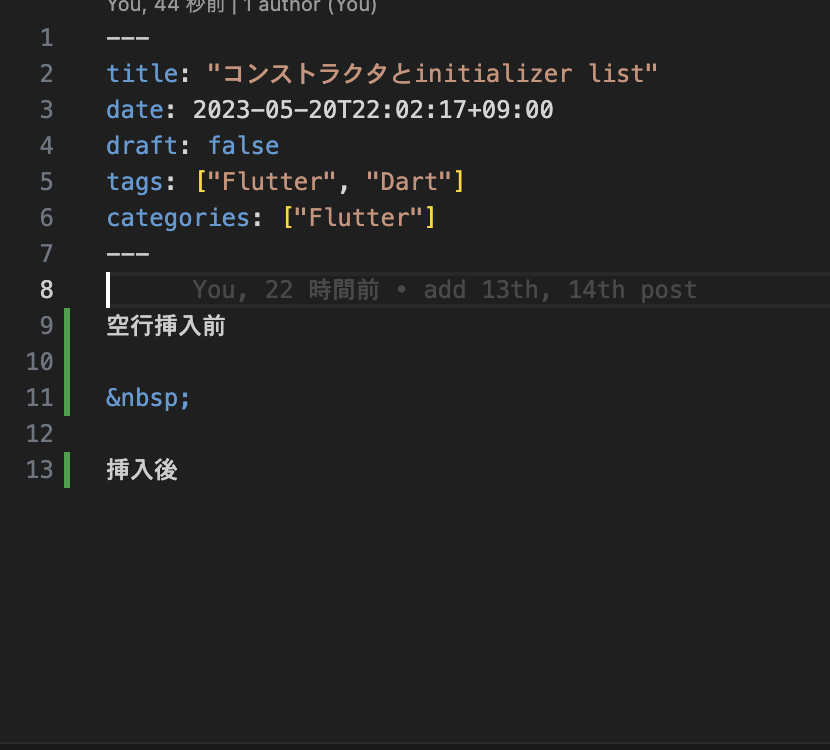 You, 44 秒前 | 1 author (You)
1 ---
2 title: "コンストラクタとinitializer list"
3 date: 2023-05-20T22:02:17+09:00
4 draft: false
5 tags: ["Flutter", "Dart"]
6 categories: ["Flutter"]
7 ---
8 You, 22 時間前 • add 13th, 14th post
9 空行挿入前
10
11 &nbsp;
12
13 挿入後